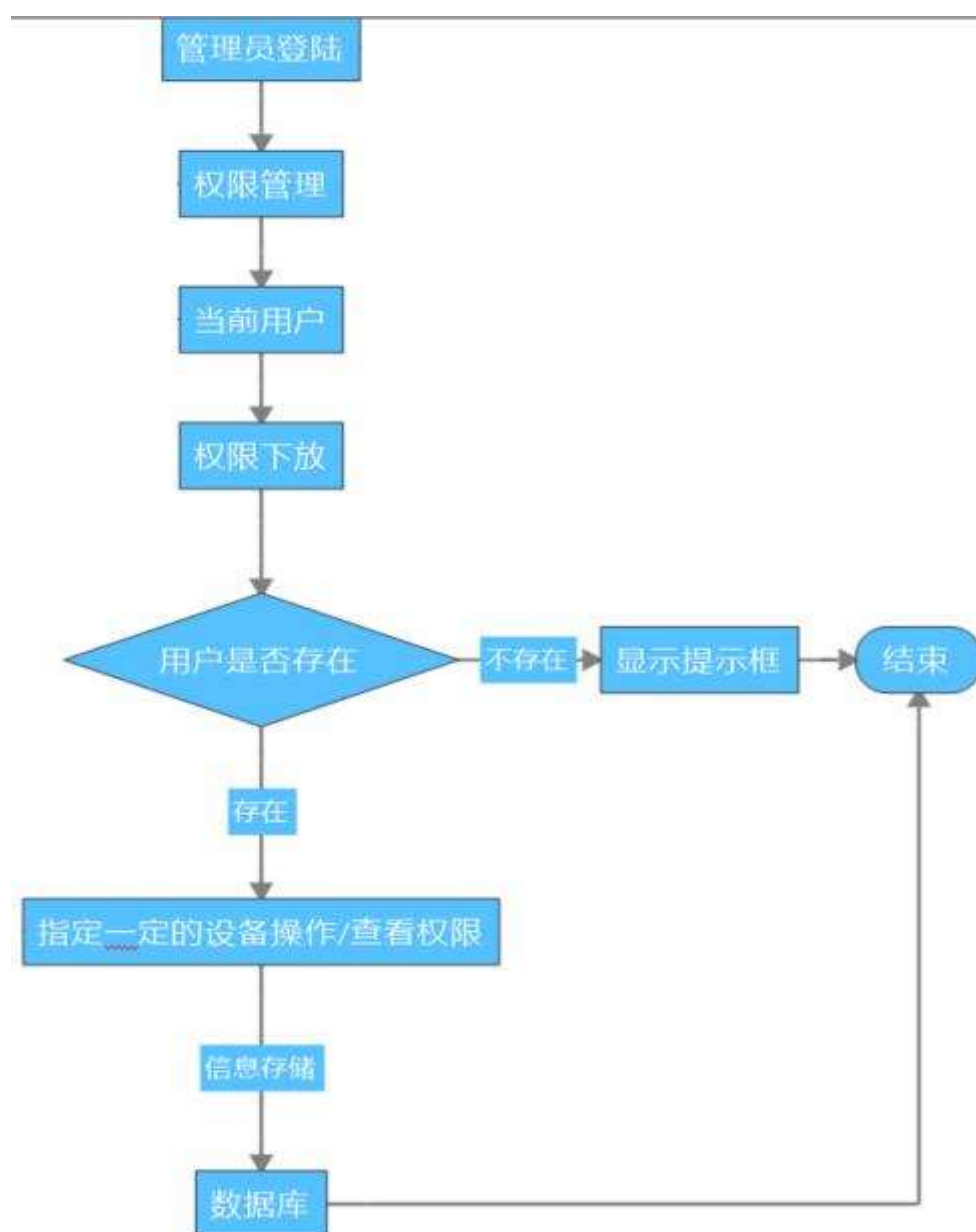 管理员登陆
权限管理
当前用户
权限下放
用户是否存在
不存在
显示提示框
结束
存在
指定一定的设备操作/查看权限
信息存储
数据库